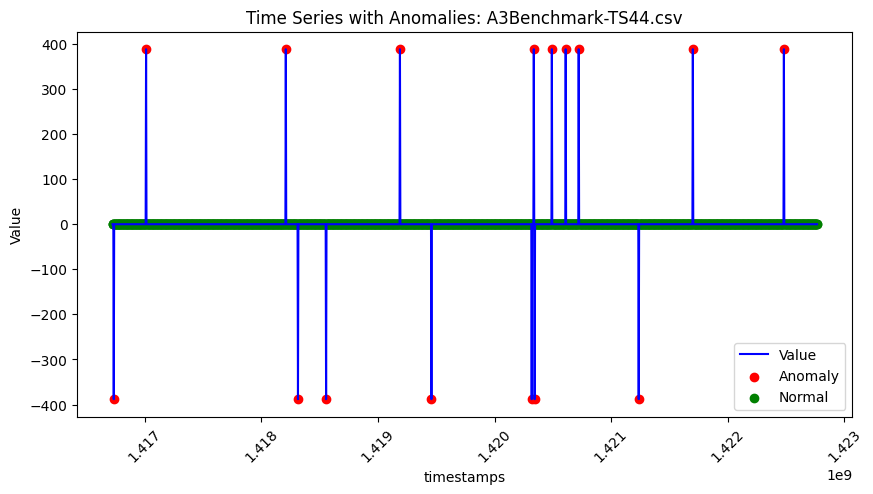 Time Series with Anomalies: A3Benchmark-TS44.csv
400
300
200
100
0
−100
−200
−300
−400
Value
Value
Anomaly
Normal
1.417
1.418
1.419
1.420
1.421
1.422
1.423
1e9
timestamps